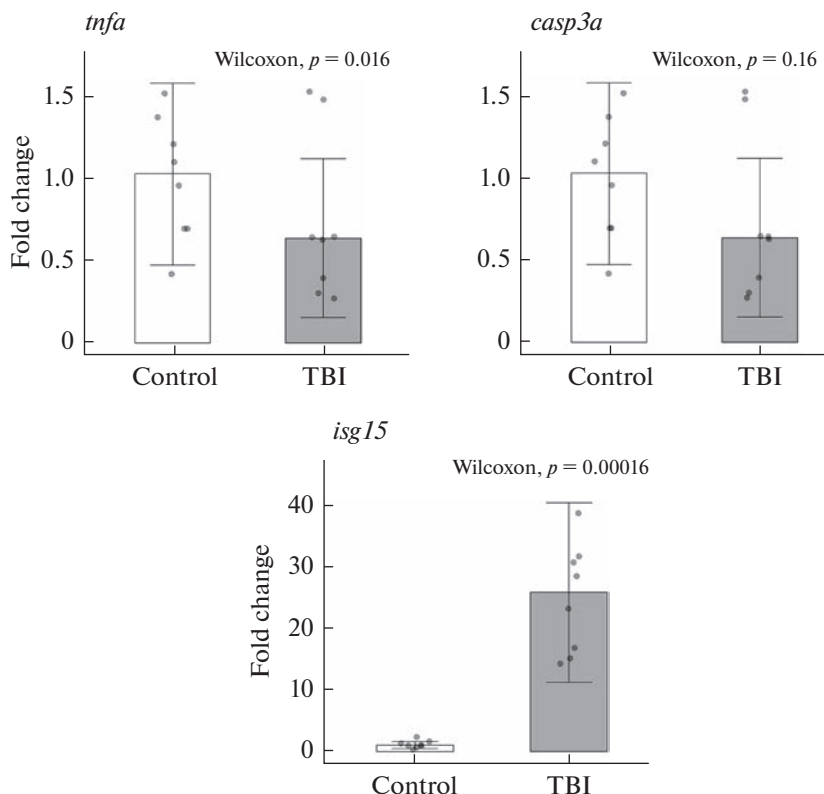 tnfa
Wilcoxon, p = 0.016
Fold change
1.5
1.0
0.5
0
Control TBI
casp3a
Wilcoxon, p = 0.16
1.5
1.0
0.5
0
Control TBI
isg15
Wilcoxon, p = 0.00016
Fold change
40
30
20
10
0
Control TBI